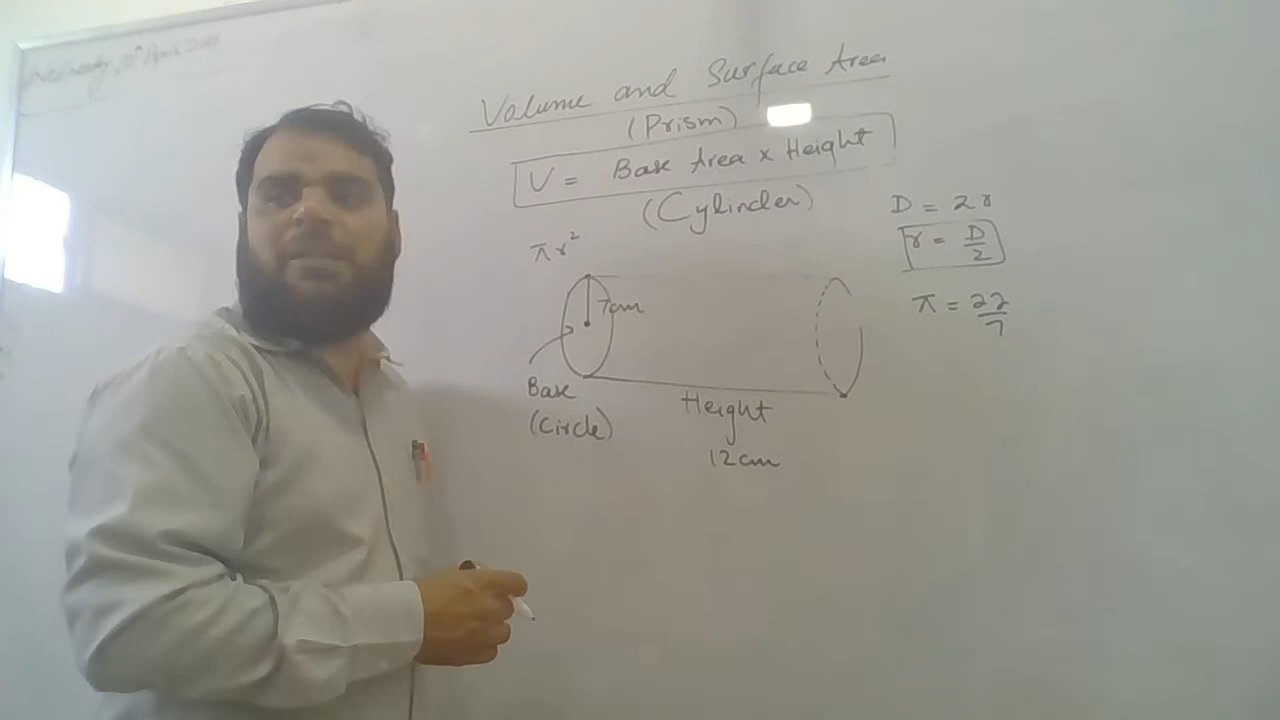 Volume and Surface Area
(Prism)
V = Base Area x Height
(Cylinder)
D = 2r
r = D/2
π = 22/7
πr²
7cm
Base
(Circle)
Height
12cm